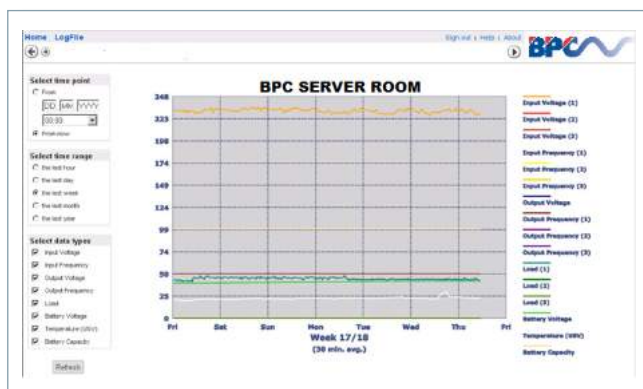 Home LogFile
Sign out | Help | About
BPC
Select time point
From
DD MM YYYY
00:00
From now
Select time range
the last hour
the last day
the last week
the last month
the last year
Select data types
Input Voltage
Input Frequency
Output Voltage
Output Frequency
Load
Battery Voltage
Temperature (UBV)
Battery Capacity
Refresh
BPC SERVER ROOM
348
323
198
174
149
124
99
74
50
25
0
Fri Sat Sun Mon Tue Wed Thu Fri
Week 17/18
(30 min. avg.)
Input Voltage (1)
Input Voltage (2)
Input Voltage (3)
Input Frequency (1)
Input Frequency (2)
Input Frequency (3)
Output Voltage
Output Frequency (1)
Output Frequency (2)
Output Frequency (3)
Load (1)
Load (2)
Load (3)
Battery Voltage
Temperature (UBV)
Battery Capacity